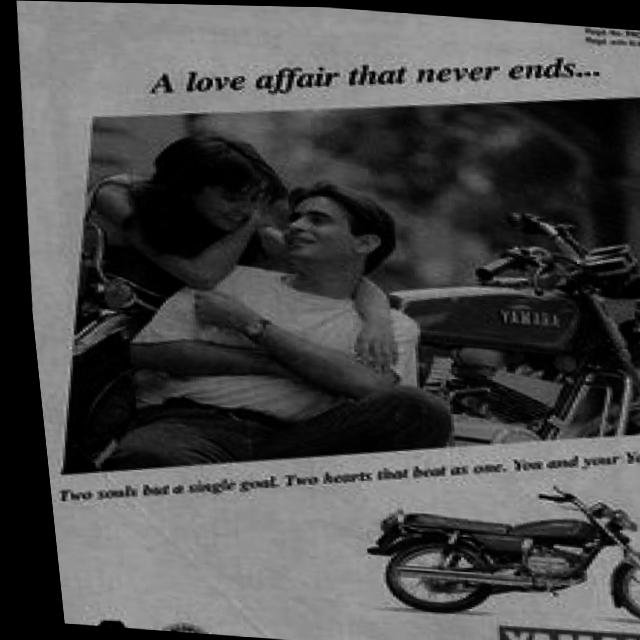 A love affair that never ends...
YAMAHA
Two souls but a single goal. Two hearts that beat as one. You and your